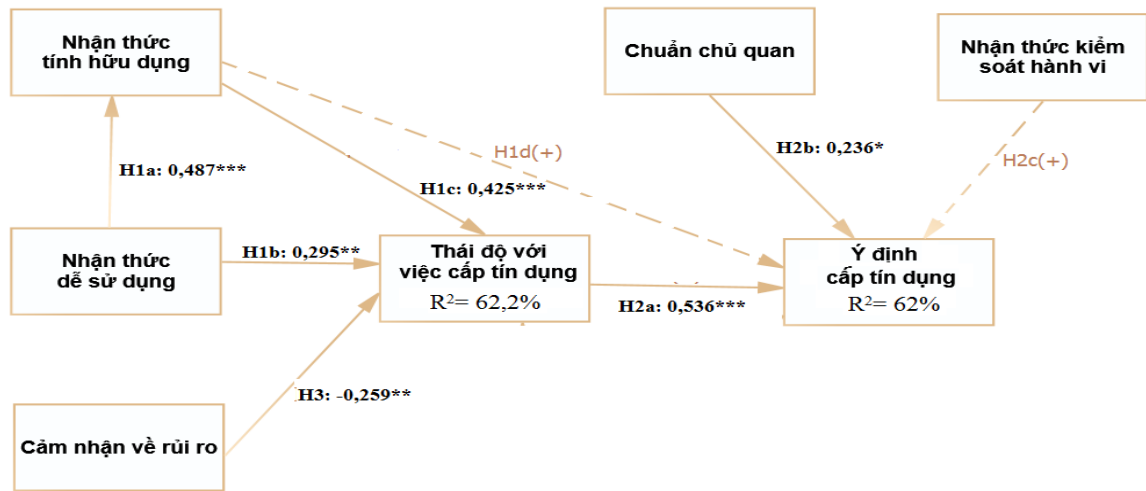 Nhận thức
tính hữu dụng
Chuẩn chủ quan
Nhận thức kiểm
soát hành vi
H1d(+)
H2b: 0,236*
H2c(+)
H1a: 0,487***
H1c: 0,425***
Nhận thức
dễ sử dụng
H1b: 0,295**
Thái độ với
việc cấp tín dụng
R²= 62,2%
H2a: 0,536***
Ý định
cấp tín dụng
R²= 62%
H3: -0,259**
Cảm nhận về rủi ro